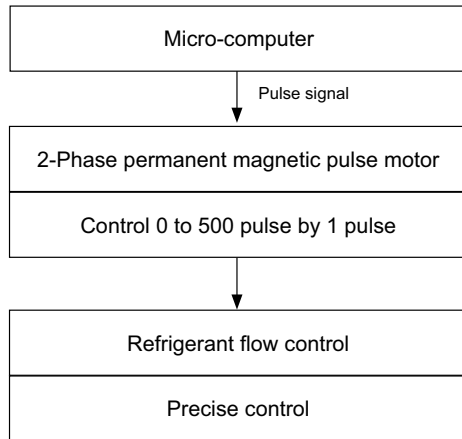 Micro-computer
Pulse signal
2-Phase permanent magnetic pulse motor
Control 0 to 500 pulse by 1 pulse
Refrigerant flow control
Precise control